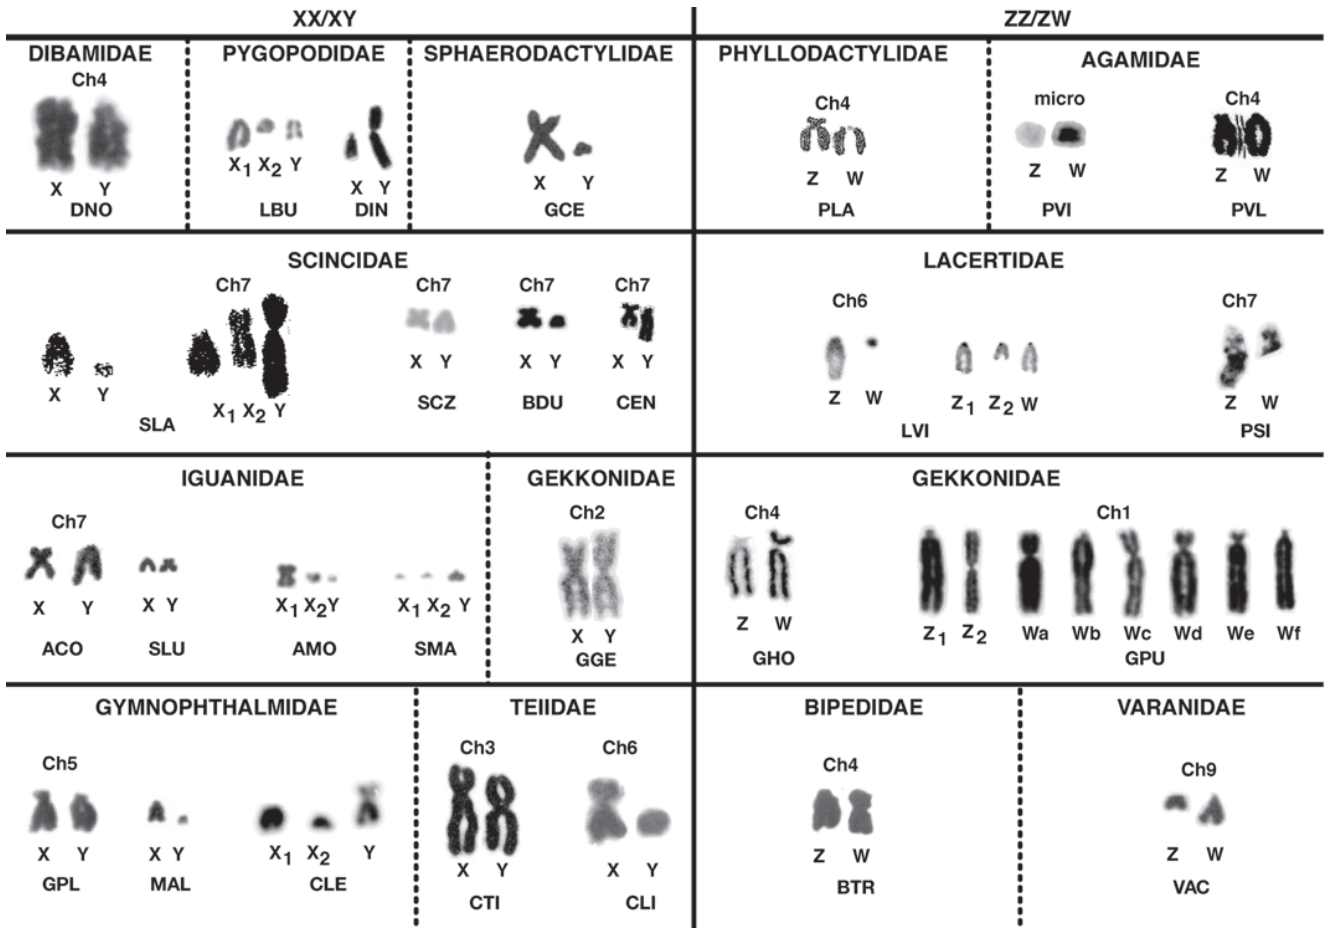 XX/XY
ZZ/ZW
DIBAMIDAE
Ch4
X Y
DNO
PYGOPODIDAE
X1 X2 Y
LBU
X Y
DIN
SPHAERODACTYLIDAE
X Y
GCE
PHYLLODACTYLIDAE
Ch4
Z W
PLA
AGAMIDAE
micro
Z W
PVI
Ch4
Z W
PVL
SCINCIDAE
X Y
Ch7
X1 X2 Y
SLA
Ch7
X Y
SCZ
Ch7
X Y
BDU
Ch7
X Y
CEN
LACERTIDAE
Ch6
Z W
Z1 Z2 W
LVI
Ch7
Z W
PSI
IGUANIDAE
Ch7
X Y
ACO
X Y
SLU
X1 X2 Y
AMO
X1 X2 Y
SMA
GEKKONIDAE
Ch2
X Y
GGE
GEKKONIDAE
Ch4
Z W
GHO
Ch1
Z1 Z2 Wa Wb Wc Wd We Wf
GPU
GYMNOPHTHALMIDAE
Ch5
X Y
GPL
X Y
MAL
X1 X2 Y
CLE
TEIIDAE
Ch3
X Y
CTI
Ch6
X Y
CLI
BIPEDIDAE
Ch4
Z W
BTR
VARANIDAE
Ch9
Z W
VAC